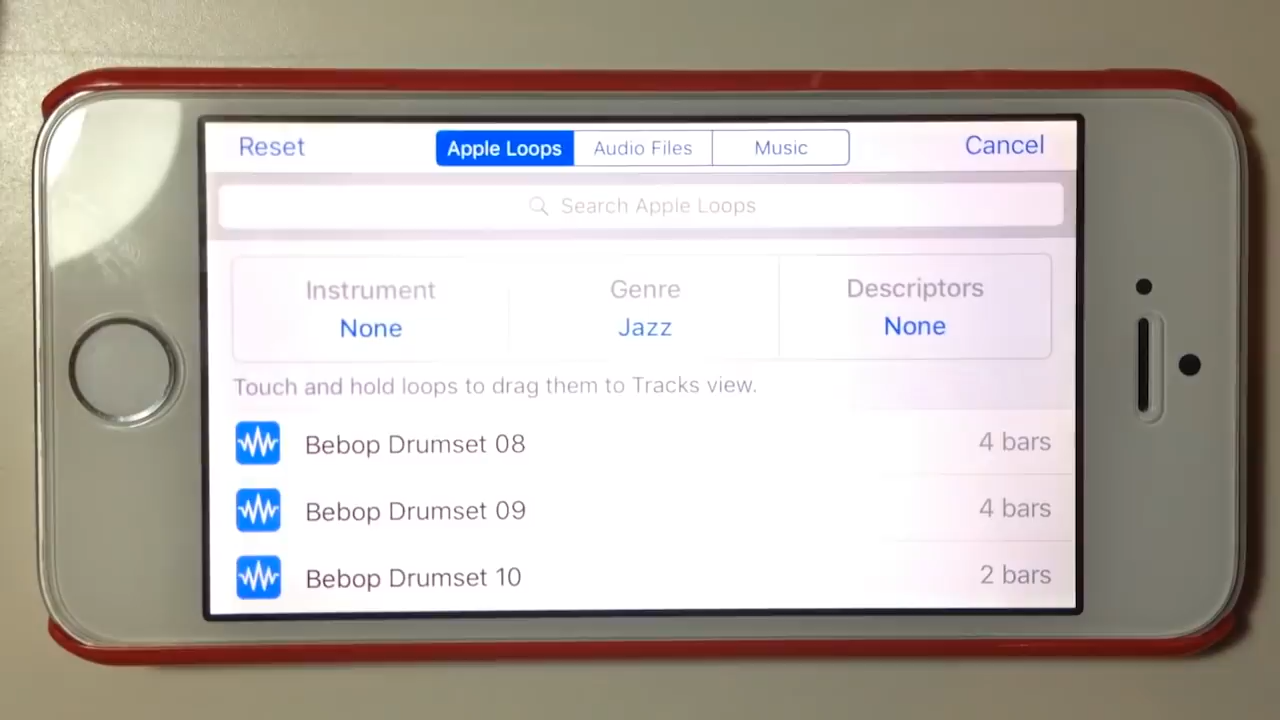 Reset Apple Loops Audio Files Music Cancel
Search Apple Loops
Instrument Genre Descriptors
None Jazz None
Touch and hold loops to drag them to Tracks view.
Bebop Drumset 08 4 bars
Bebop Drumset 09 4 bars
Bebop Drumset 10 2 bars